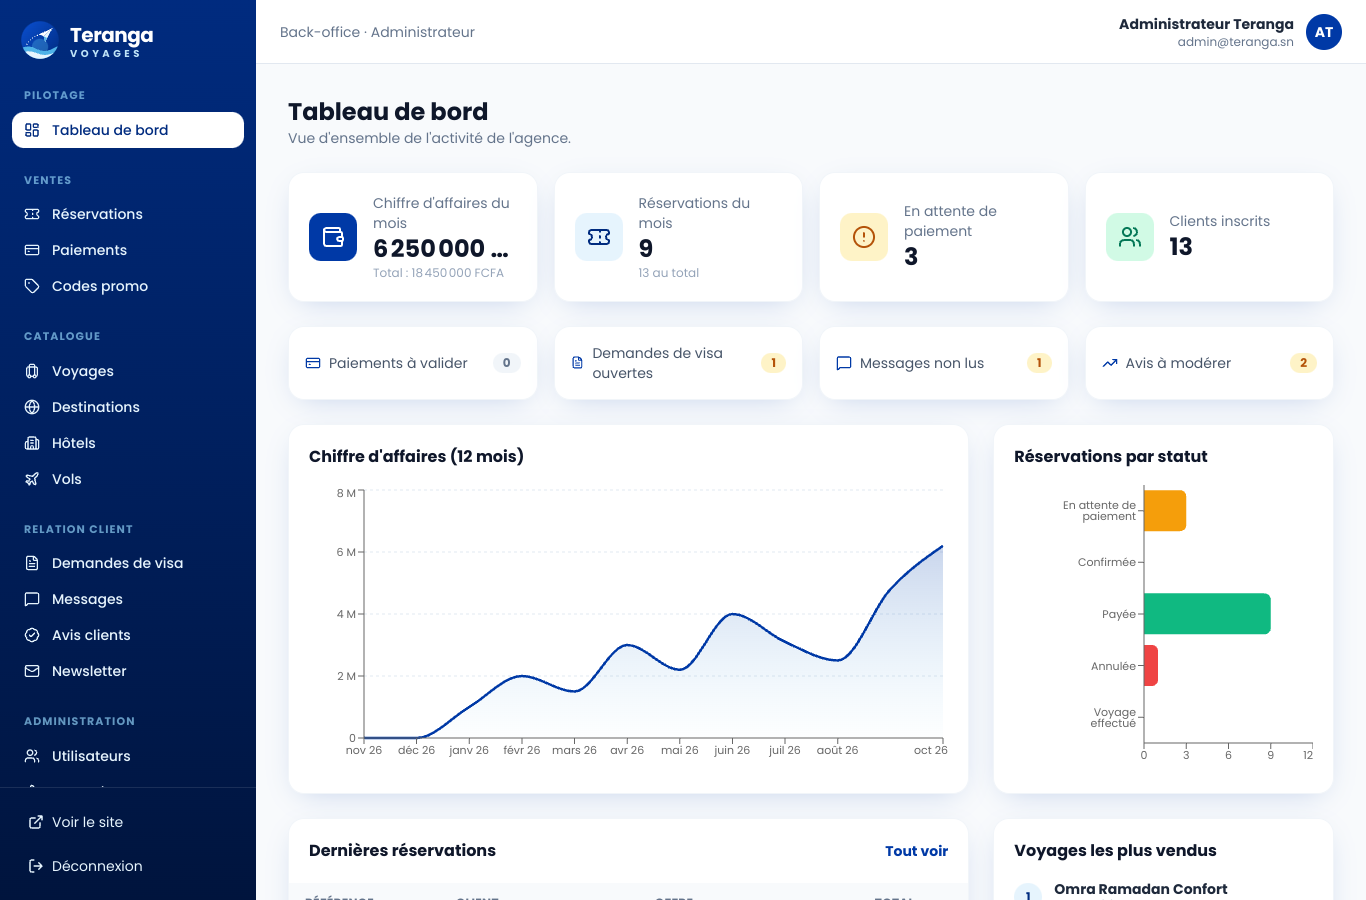 Teranga
VOYAGES
PILOTAGE
Tableau de bord
VENTES
Réservations
Paiements
Codes promo
CATALOGUE
Voyages
Destinations
Hôtels
Vols
RELATION CLIENT
Demandes de visa
Messages
Avis clients
Newsletter
ADMINISTRATION
Utilisateurs
Voir le site
Déconnexion
Back-office · Administrateur
Administrateur Teranga
admin@teranga.sn
AT
Tableau de bord
Vue d'ensemble de l'activité de l'agence.
Chiffre d'affaires du
mois
6 250 000 ...
Total : 18 450 000 FCFA
Réservations du
mois
9
13 au total
En attente de
paiement
3
Clients inscrits
13
Paiements à valider
0
Demandes de visa
ouvertes
1
Messages non lus
1
Avis à modérer
2
Chiffre d'affaires (12 mois)
8 M
6 M
4 M
2 M
0
nov 26 déc 26 janv 26 févr 26 mars 26 avr 26 mai 26 juin 26 juil 26 août 26 oct 26
Réservations par statut
En attente de
paiement
Confirmée
Payée
Annulée
Voyage
effectué
0 3 6 9 12
Dernières réservations
Tout voir
RÉFÉRENCE CLIENT OFFRE TOTAL
Voyages les plus vendus
1
Omra Ramadan Confort